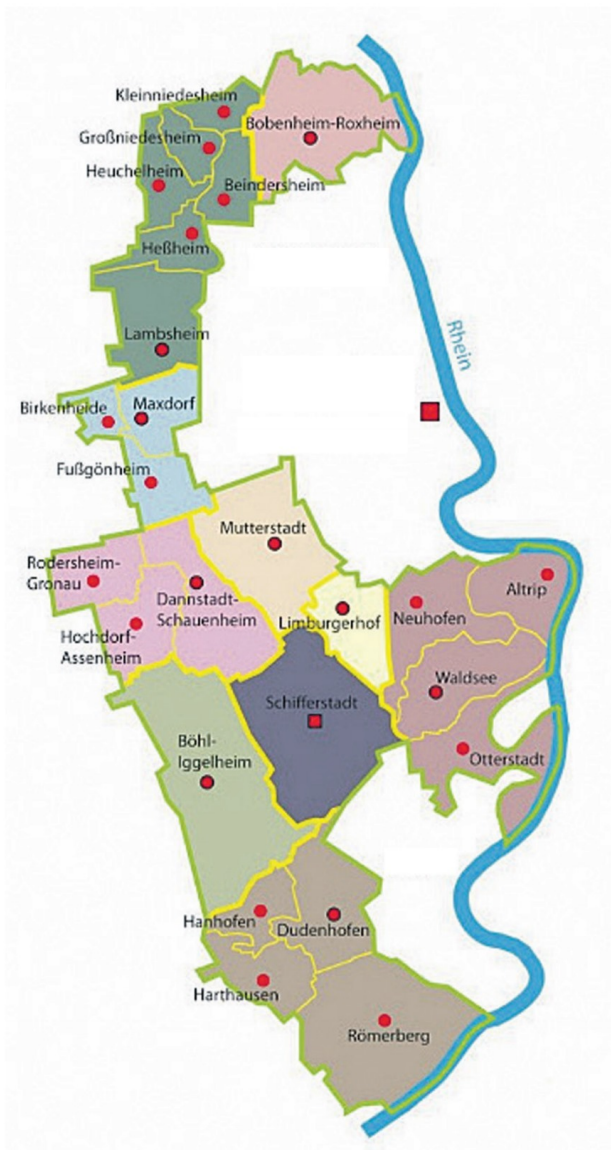 Kleinniedesheim
Bobenheim-Roxheim
Großniedesheim
Heuchelheim
Beindersheim
Heßheim
Lambsheim
Rhein
Birkenheide
Maxdorf
Fußgönheim
Mutterstadt
Rodersheim-
Gronau
Dannstadt-
Schauenheim
Hochdorf-
Assenheim
Limburgerhof
Neuhofen
Altrip
Waldsee
Schifferstadt
Otterstadt
Böhl-
Iggelheim
Hanhofen
Dudenhofen
Harthausen
Römerberg